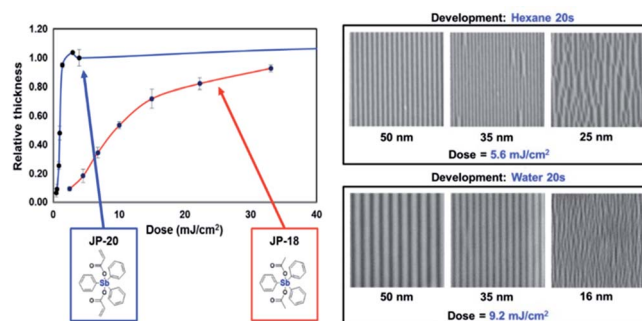 1.20
1.00
0.80
0.60
0.40
0.20
0.00
Relative thickness
0
10
20
30
40
Dose (mJ/cm²)
JP-20
O
O
Sb
O
O
JP-18
O
O
Sb
O
O
Development: Hexane 20s
50 nm
35 nm
25 nm
Dose = 5.6 mJ/cm²
Development: Water 20s
50 nm
35 nm
16 nm
Dose = 9.2 mJ/cm²